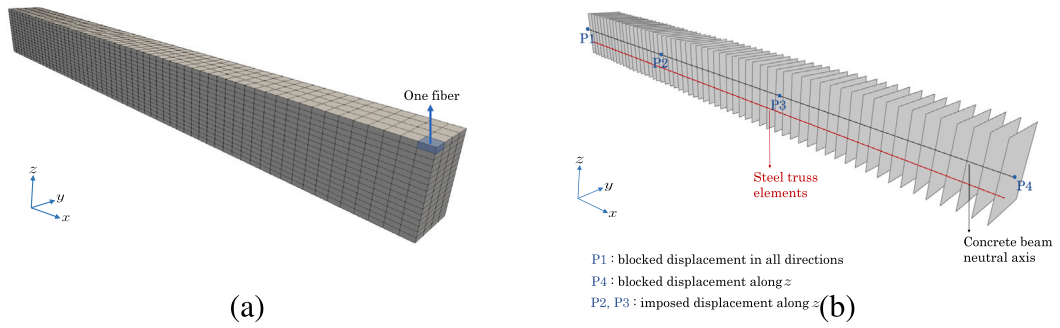 One fiber
z
y
x
(a)
P1
P2
P3
P4
z
y
x
Steel truss
elements
Concrete beam
neutral axis
P1 : blocked displacement in all directions
P4 : blocked displacement along z
P2, P3 : imposed displacement along z
(b)